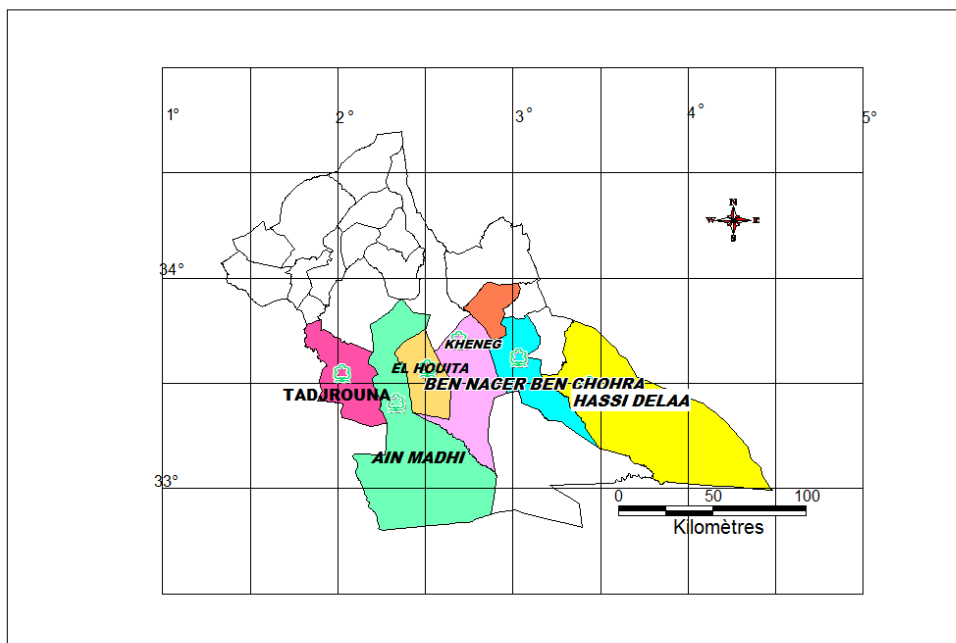 1°
2°
3°
4°
5°
N
W E
S
34°
KHENEG
EL HOUITA
BEN NACER BEN CHOHRA
TADJROUNA
HASSI DELAA
AIN MADHI
33°
0 50 100
Kilomètres